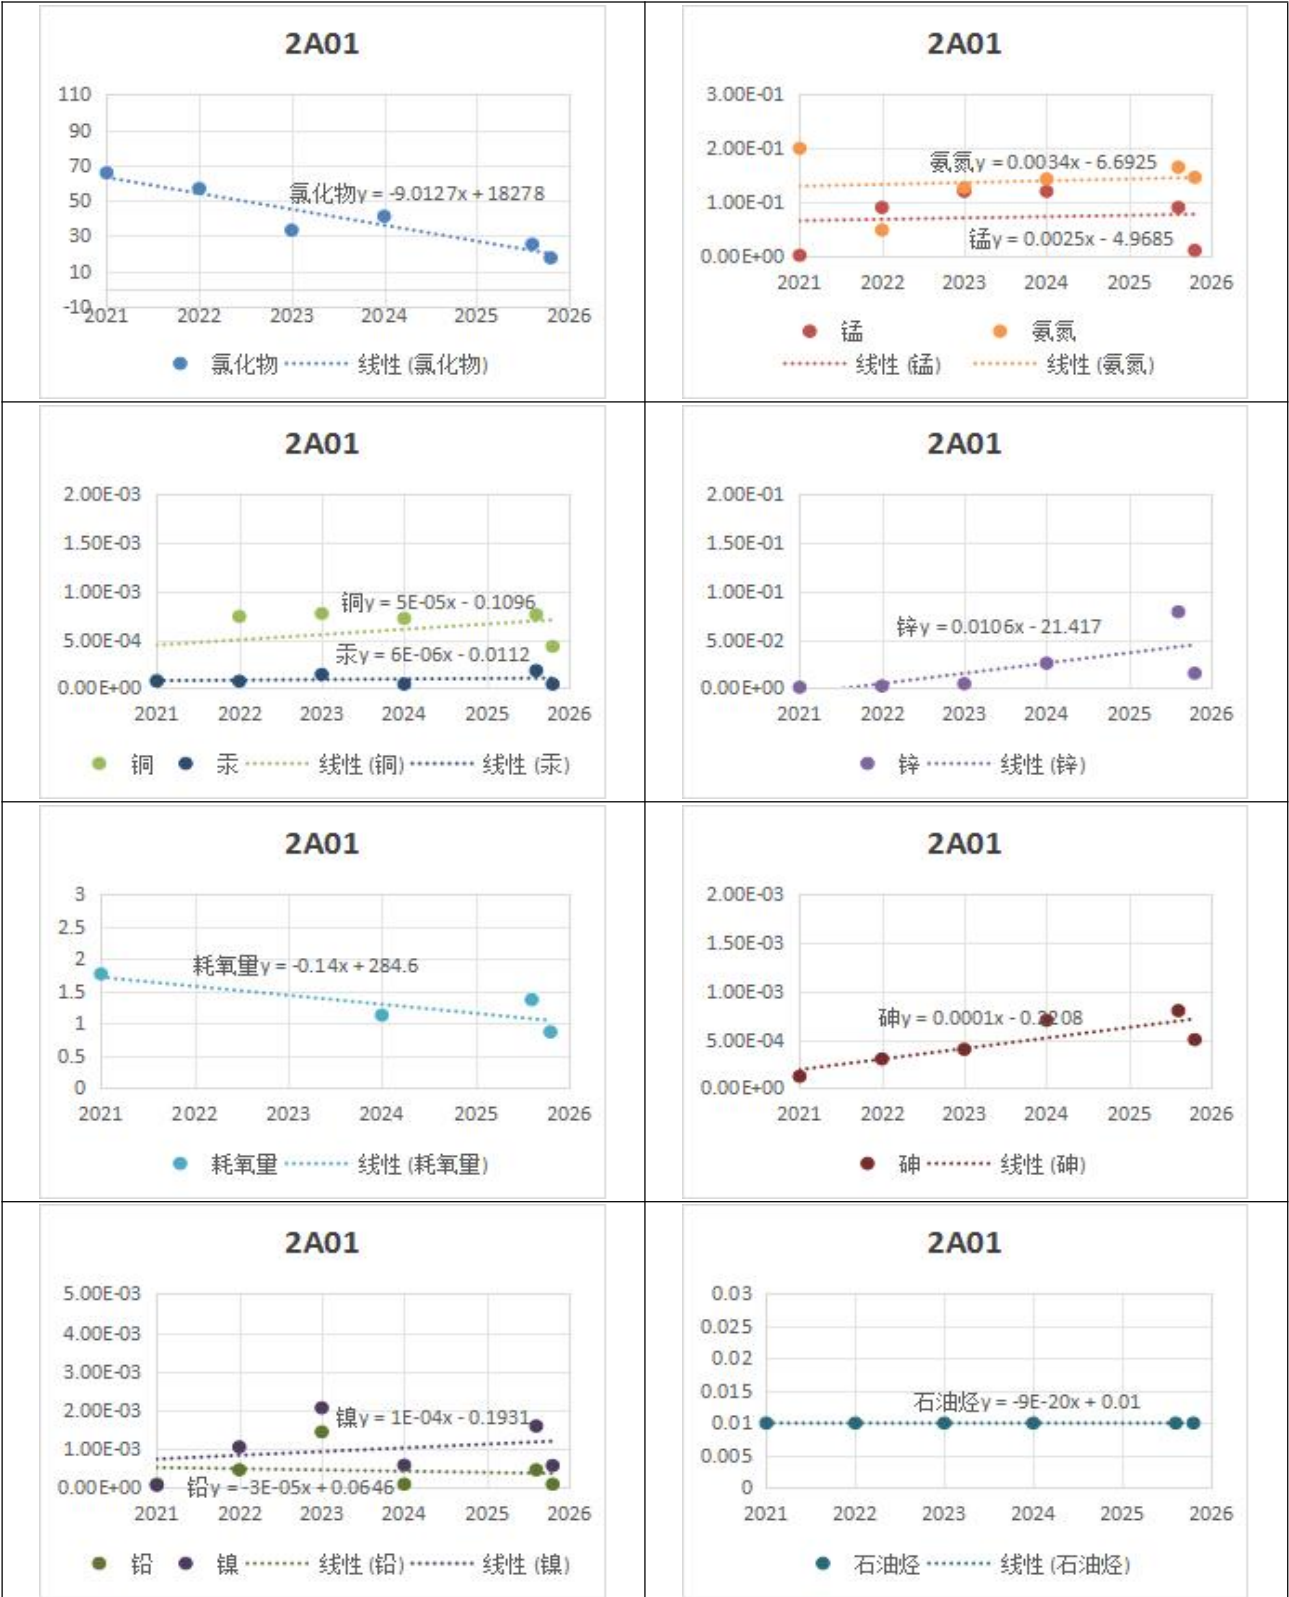 2A01
110
90
70
50
30
10
-10
氯化物y = -9.0127x + 18278
2021 2022 2023 2024 2025 2026
氯化物 线性 (氯化物)
2A01
3.00E-01
2.00E-01
1.00E-01
0.00E+00
氨氮y = 0.0034x - 6.6925
锰y = 0.0025x - 4.9685
2021 2022 2023 2024 2025 2026
锰 氨氮
线性 (锰) 线性 (氨氮)
2A01
2.00E-03
1.50E-03
1.00E-03
5.00E-04
0.00E+00
铜y = 5E-05x - 0.1096
汞y = 6E-06x - 0.0112
2021 2022 2023 2024 2025 2026
铜 汞 线性 (铜) 线性 (汞)
2A01
2.00E-01
1.50E-01
1.00E-01
5.00E-02
0.00E+00
锌y = 0.0106x - 21.417
2021 2022 2023 2024 2025 2026
锌 线性 (锌)
2A01
3
2.5
2
1.5
1
0.5
0
耗氧量y = -0.14x + 284.6
2021 2022 2023 2024 2025 2026
耗氧量 线性 (耗氧量)
2A01
2.00E-03
1.50E-03
1.00E-03
5.00E-04
0.00E+00
砷y = 0.0001x - 0.2208
2021 2022 2023 2024 2025 2026
砷 线性 (砷)
2A01
5.00E-03
4.00E-03
3.00E-03
2.00E-03
1.00E-03
0.00E+00
镍y = 1E-04x - 0.1931
铅y = -3E-05x + 0.0646
2021 2022 2023 2024 2025 2026
铅 镍 线性 (铅) 线性 (镍)
2A01
0.03
0.025
0.02
0.015
0.01
0.005
0
石油烃y = -9E-20x + 0.01
2021 2022 2023 2024 2025 2026
石油烃 线性 (石油烃)